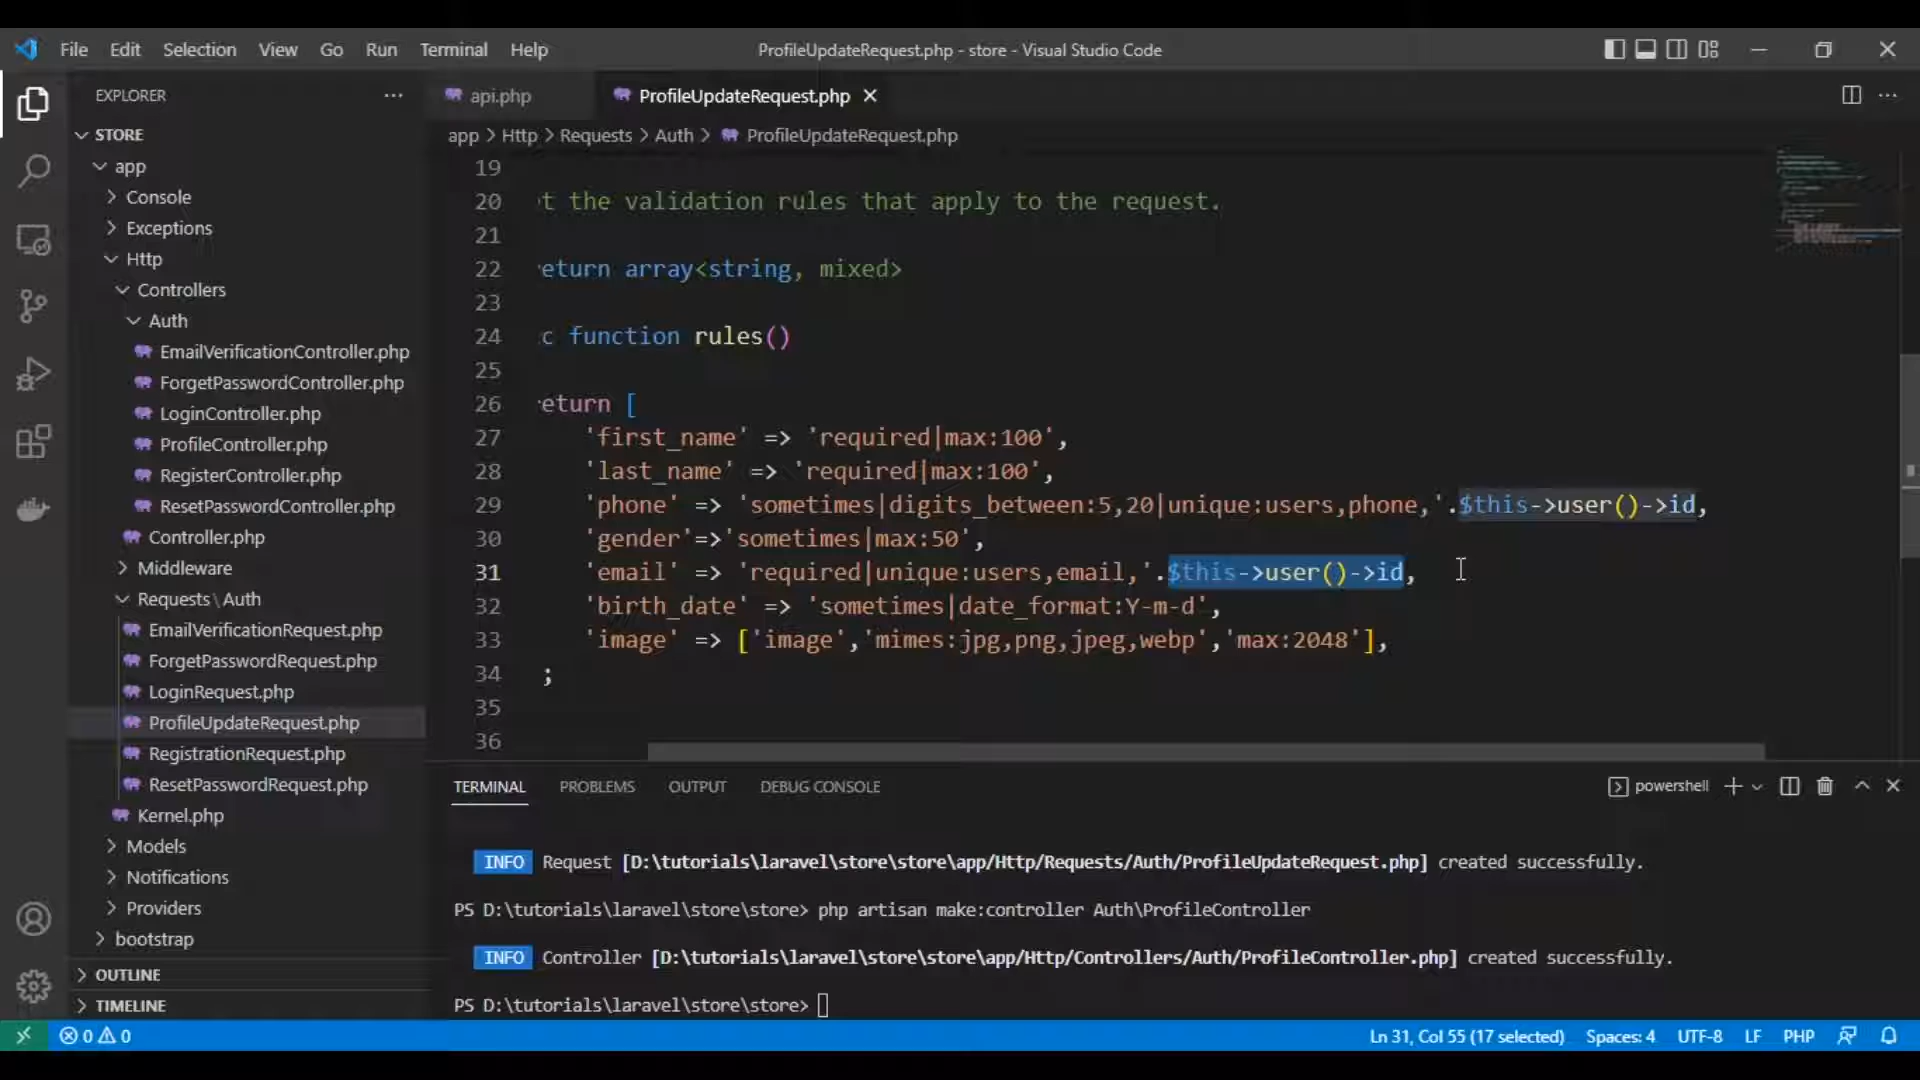 File Edit Selection View Go Run Terminal Help
ProfileUpdateRequest.php - store - Visual Studio Code
EXPLORER
STORE
app
Console
Exceptions
Http
Controllers
Auth
EmailVerificationController.php
ForgetPasswordController.php
LoginController.php
ProfileController.php
RegisterController.php
ResetPasswordController.php
Controller.php
Middleware
Requests\Auth
EmailVerificationRequest.php
ForgetPasswordRequest.php
LoginRequest.php
ProfileUpdateRequest.php
RegistrationRequest.php
ResetPasswordRequest.php
Kernel.php
Models
Notifications
Providers
bootstrap
OUTLINE
TIMELINE
api.php
ProfileUpdateRequest.php
app > Http > Requests > Auth > ProfileUpdateRequest.php
19
20 t the validation rules that apply to the request.
21
22 eturn array<string, mixed>
23
24 c function rules()
25
26 eturn [
27 'first_name' => 'required|max:100',
28 'last_name' => 'required|max:100',
29 'phone' => 'sometimes|digits_between:5,20|unique:users,phone,'.$this->user()->id,
30 'gender'=>'sometimes|max:50',
31 'email' => 'required|unique:users,email,'.$this->user()->id,
32 'birth_date' => 'sometimes|date_format:Y-m-d',
33 'image' => ['image','mimes:jpg,png,jpeg,webp','max:2048'],
34 ;
35
36
TERMINAL PROBLEMS OUTPUT DEBUG CONSOLE
powershell
INFO Request [D:\tutorials\laravel\store\store\app/Http/Requests/Auth/ProfileUpdateRequest.php] created successfully.
PS D:\tutorials\laravel\store\store> php artisan make:controller Auth\ProfileController
INFO Controller [D:\tutorials\laravel\store\store\app/Http/Controllers/Auth/ProfileController.php] created successfully.
PS D:\tutorials\laravel\store\store>
0 0
Ln 31, Col 55 (17 selected) Spaces: 4 UTF-8 LF PHP